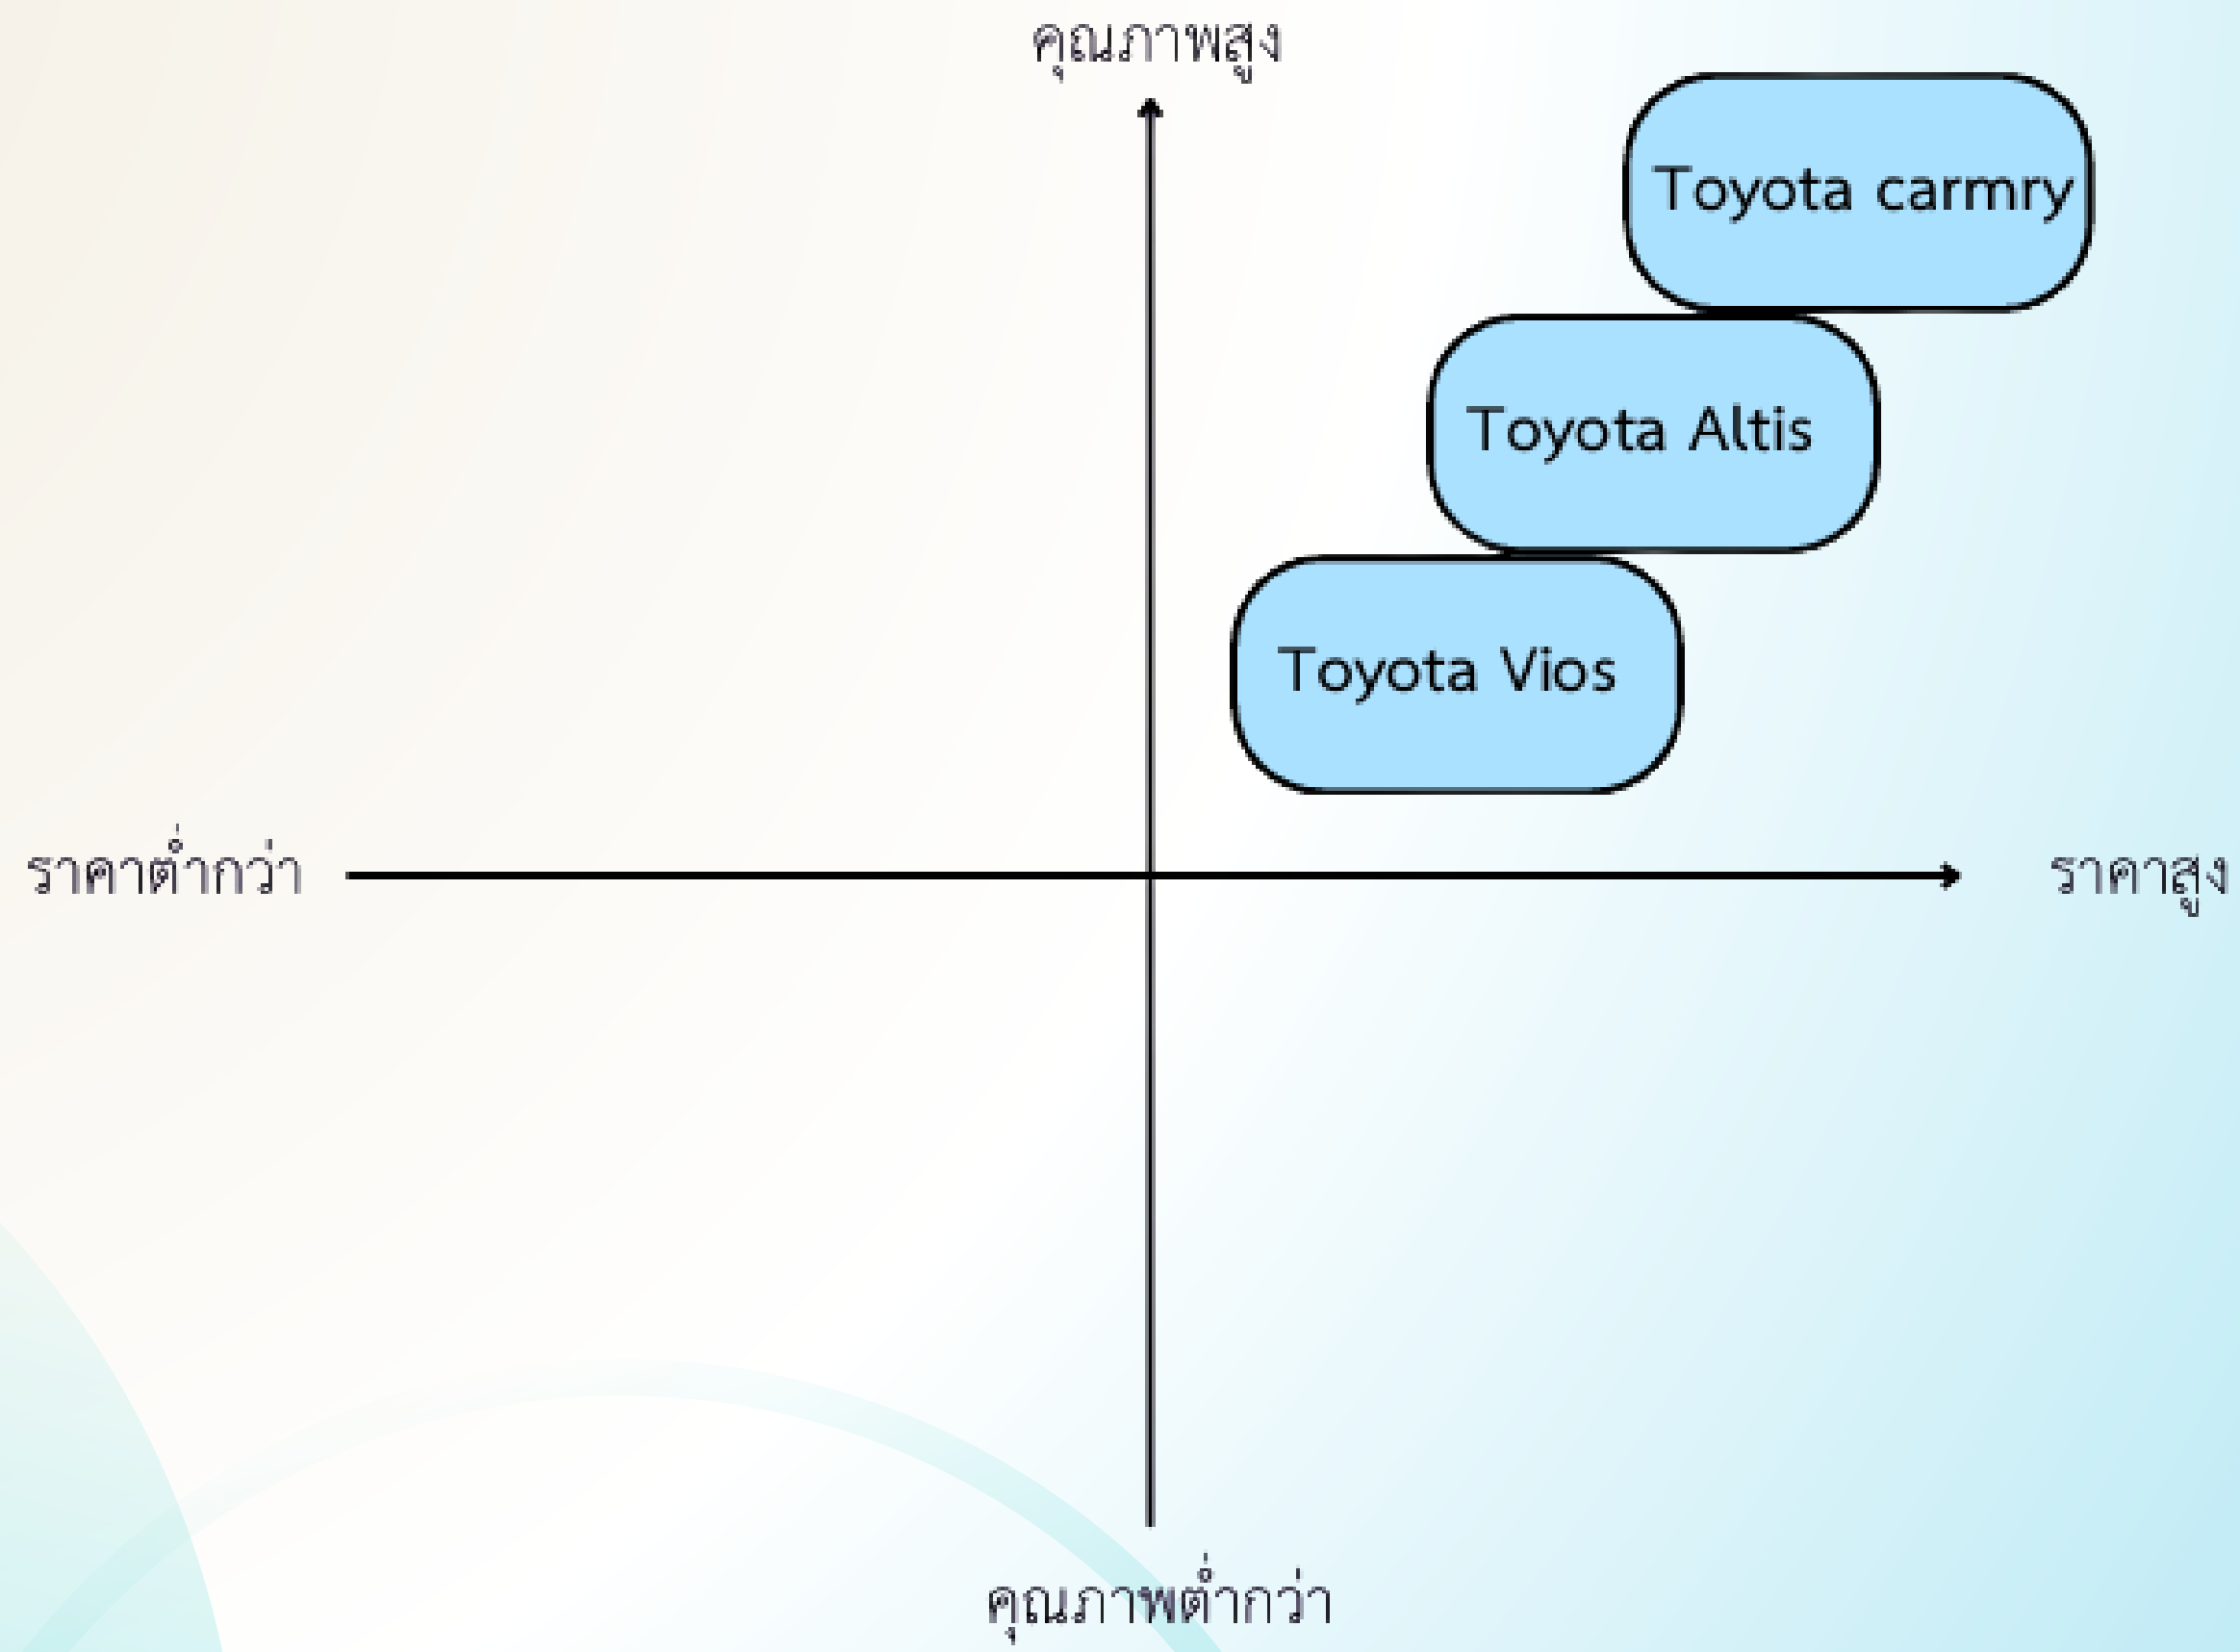 คุณภาพสูง
Toyota carmry
Toyota Altis
Toyota Vios
ราคาต่ำกว่า
ราคาสูง
คุณภาพต่ำกว่า